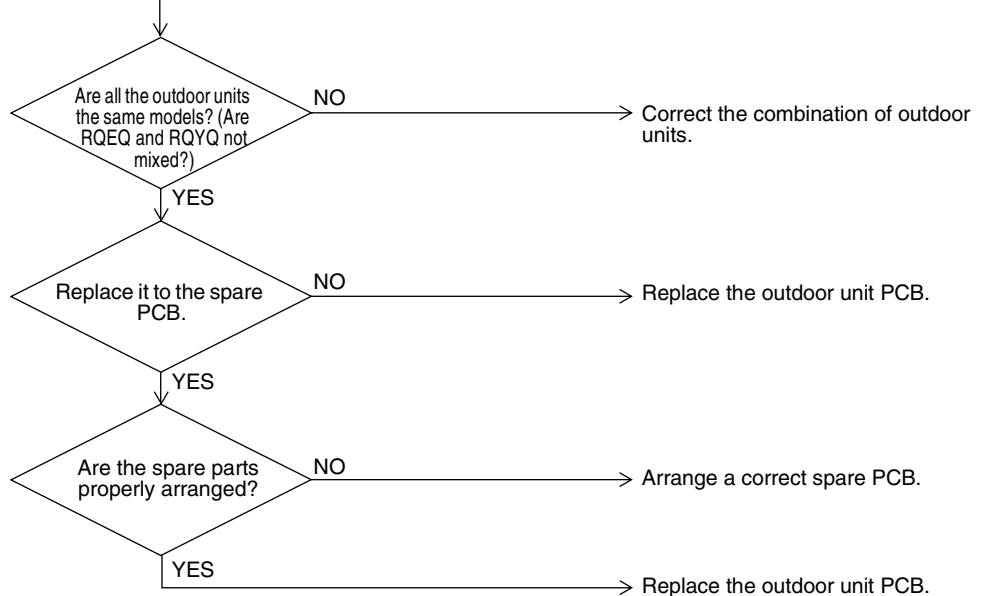 Are all the outdoor units
the same models? (Are
RQEQ and RQYQ not
mixed?)
NO
Correct the combination of outdoor
units.
YES
Replace it to the spare
PCB.
NO
Replace the outdoor unit PCB.
YES
Are the spare parts
properly arranged?
NO
Arrange a correct spare PCB.
YES
Replace the outdoor unit PCB.